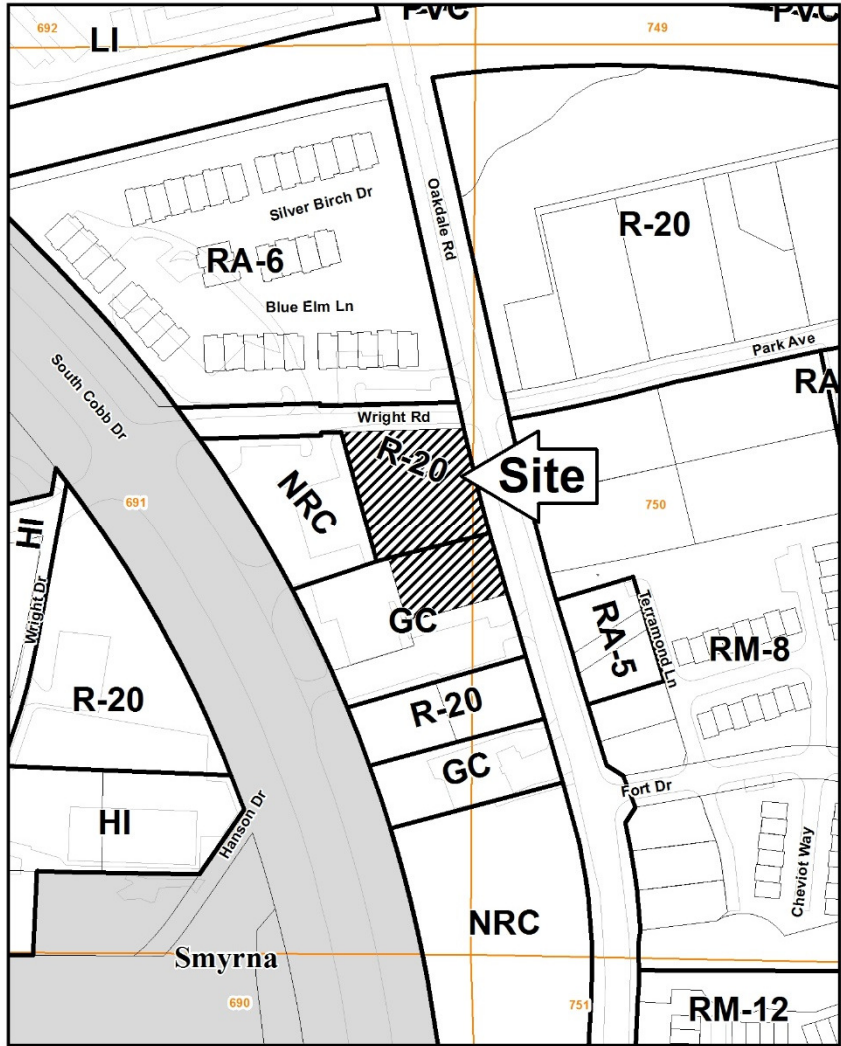 PVC
PVC
692
749
LI
Oakdale Rd
Silver Birch Dr
R-20
RA-6
Blue Elm Ln
Park Ave
South Cobb Dr
RA
Wright Rd
R-20
Site
NRC
691
750
HI
Wright Dr
GC
RA-5
Terramond Ln
RM-8
R-20
R-20
GC
Fort Dr
HI
Hanson Dr
Cheviot Way
NRC
Smyrna
690
751
RM-12